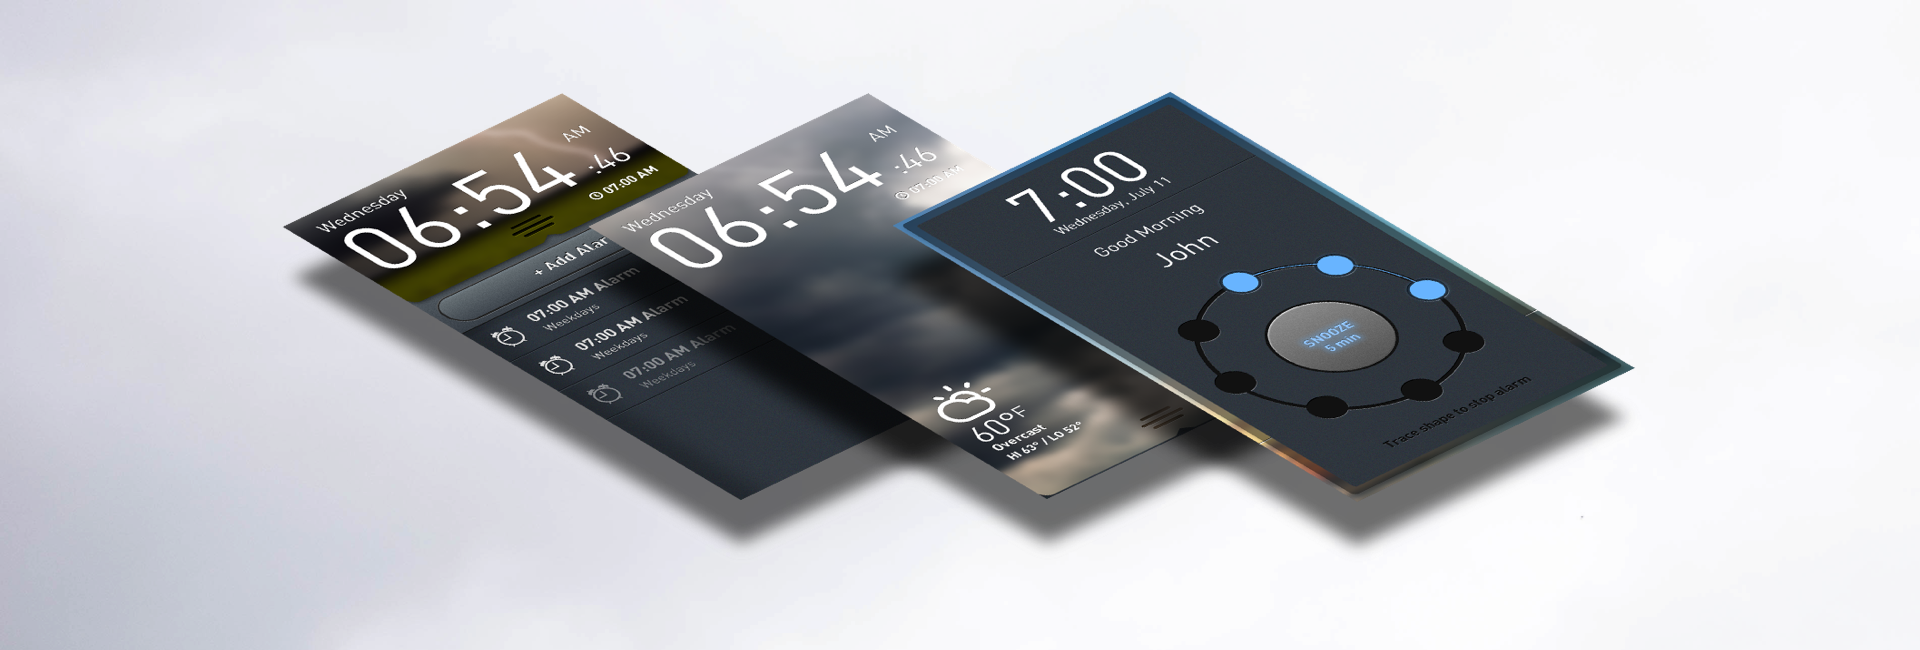 Wednesday
06:54
AM
:46
07:00 AM
+ Add Alar
07:00 AM Alarm
Weekdays
07:00 AM Alarm
Weekdays
07:00 AM Alarm
Weekdays
Wednesday
06:54
AM
:46
07:00 AM
60°F
Overcast
HI 63° / LO 52°
7:00
Wednesday, July 11
Good Morning
John
SNOOZE
5 min
Trace shape to stop alarm